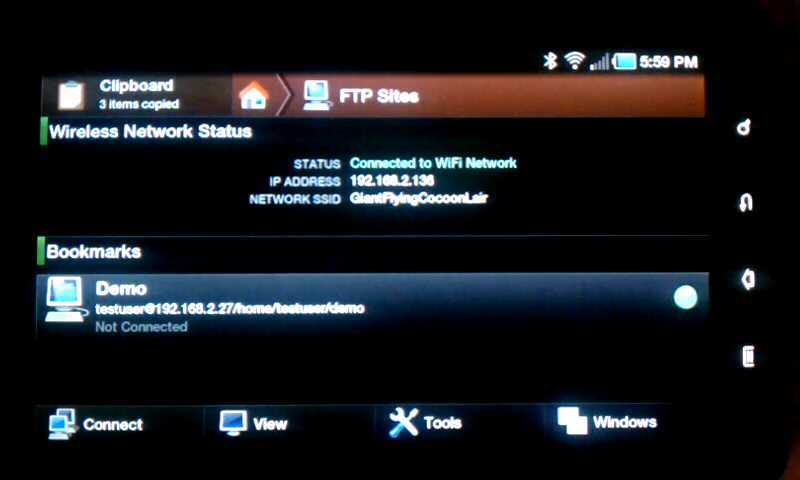 5:59 PM
Clipboard
3 items copied
FTP Sites
Wireless Network Status
STATUS Connected to WiFi Network
IP ADDRESS 192.168.2.136
NETWORK SSID GiantFlyingCocoonLair
Bookmarks
Demo
testuser@192.168.2.27/home/testuser/demo
Not Connected
Connect View Tools Windows